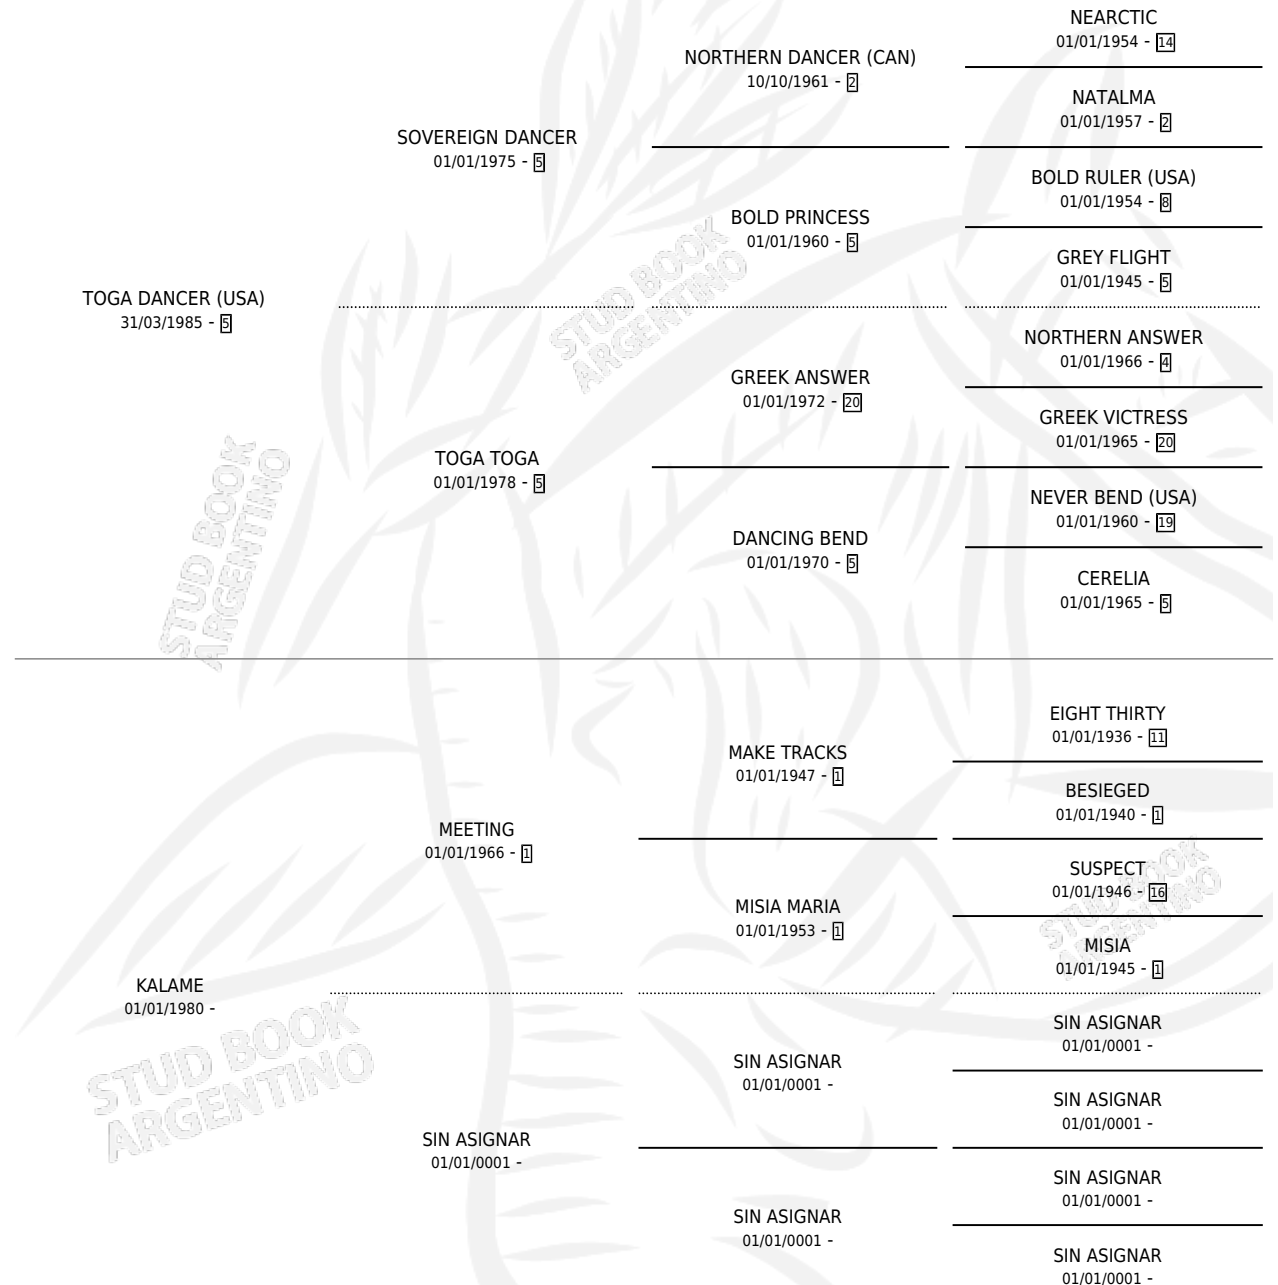 NEARCTIC
01/01/1954 - 14
NORTHERN DANCER (CAN)
10/10/1961 - 2
NATALMA
01/01/1957 - 2
SOVEREIGN DANCER
01/01/1975 - 5
BOLD RULER (USA)
01/01/1954 - 8
BOLD PRINCESS
01/01/1960 - 5
GREY FLIGHT
01/01/1945 - 5
TOGA DANCER (USA)
31/03/1985 - 5
NORTHERN ANSWER
01/01/1966 - 4
GREEK ANSWER
01/01/1972 - 20
GREEK VICTRESS
01/01/1965 - 20
TOGA TOGA
01/01/1978 - 5
NEVER BEND (USA)
01/01/1960 - 19
DANCING BEND
01/01/1970 - 5
CERELIA
01/01/1965 - 5
STUD BOOK
ARGENTINO
STUD BOOK
ARGENTINO
EIGHT THIRTY
01/01/1936 - 11
MAKE TRACKS
01/01/1947 - 1
BESIEGED
01/01/1940 - 1
MEETING
01/01/1966 - 1
SUSPECT
01/01/1946 - 16
MISIA MARIA
01/01/1953 - 1
MISIA
01/01/1945 - 1
STUD BOOK
ARGENTINO
KALAME
01/01/1980 -
SIN ASIGNAR
01/01/0001 -
SIN ASIGNAR
01/01/0001 -
SIN ASIGNAR
01/01/0001 -
SIN ASIGNAR
01/01/0001 -
SIN ASIGNAR
01/01/0001 -
SIN ASIGNAR
01/01/0001 -
SIN ASIGNAR
01/01/0001 -
STUD BOOK
ARGENTINO